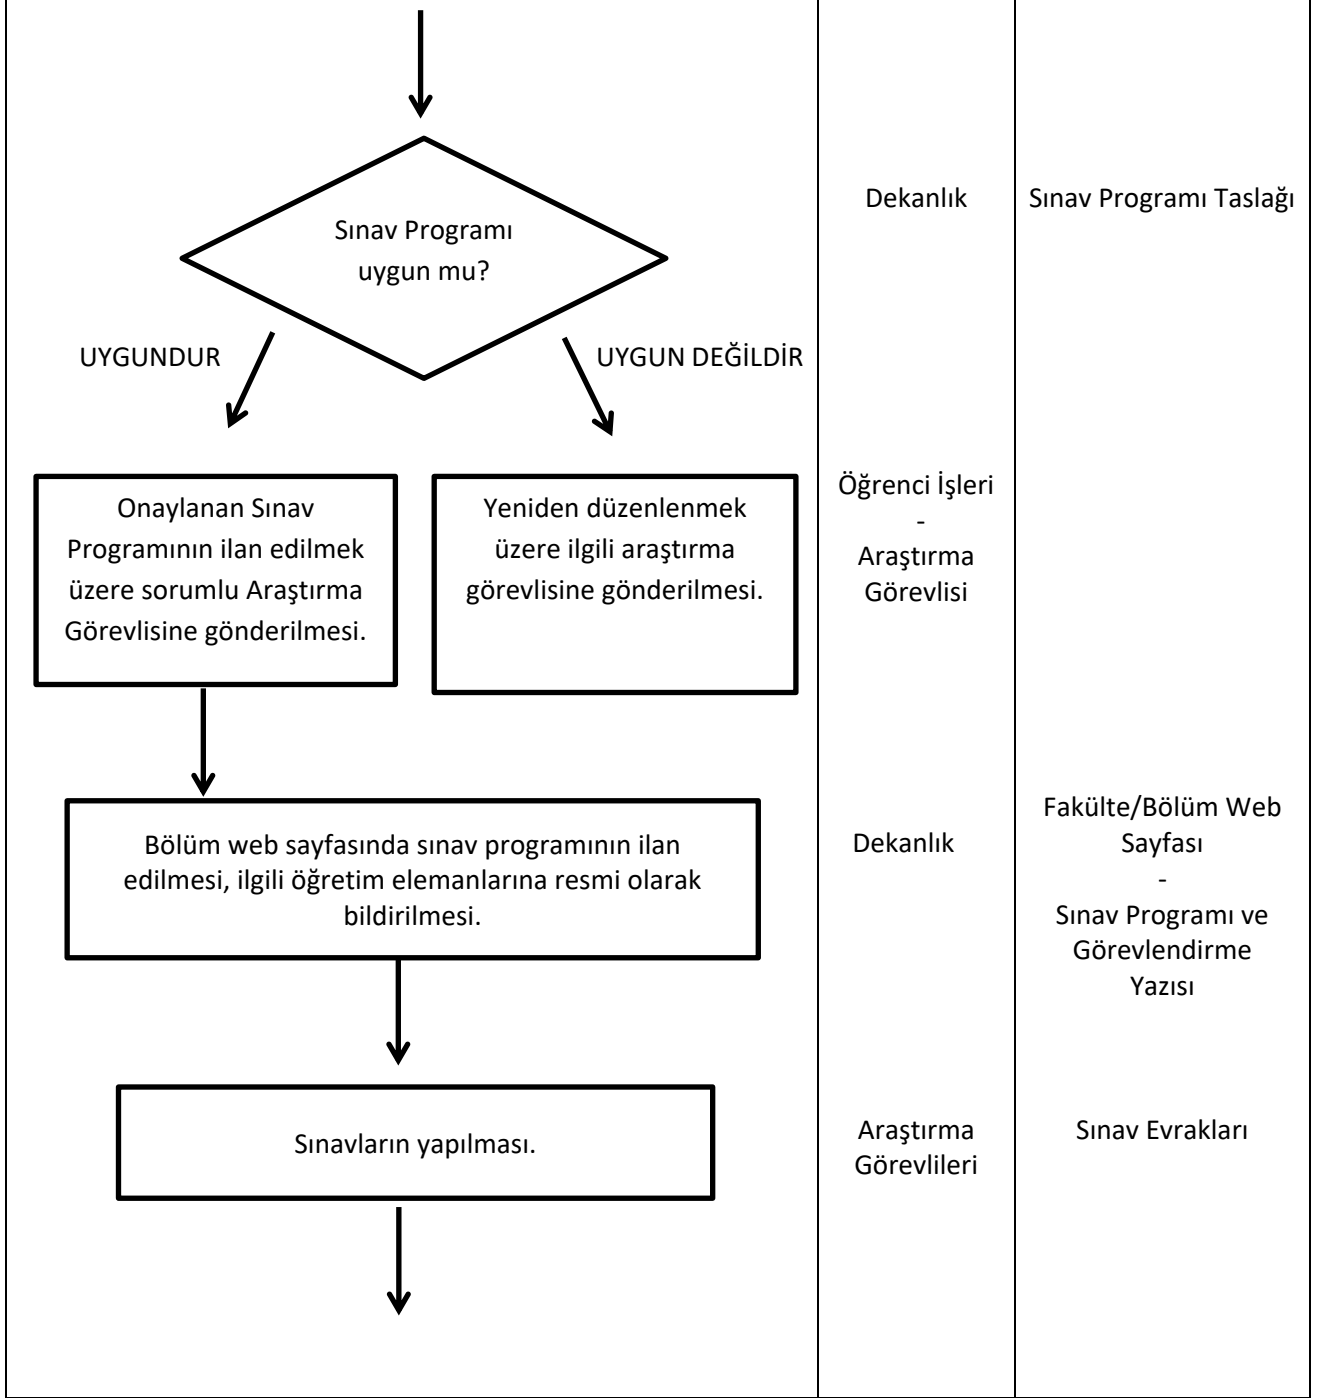 Sınav Programı
uygun mu?
Dekanlık
Sınav Programı Taslağı
UYGUNDUR
UYGUN DEĞİLDİR
Onaylanan Sınav
Programının ilan edilmek
üzere sorumlu Araştırma
Görevlisine gönderilmesi.
Yeniden düzenlenmek
üzere ilgili araştırma
görevlisine gönderilmesi.
Öğrenci İşleri
-
Araştırma
Görevlisi
Bölüm web sayfasında sınav programının ilan
edilmesi, ilgili öğretim elemanlarına resmi olarak
bildirilmesi.
Dekanlık
Fakülte/Bölüm Web
Sayfası
-
Sınav Programı ve
Görevlendirme
Yazısı
Sınavların yapılması.
Araştırma
Görevlileri
Sınav Evrakları